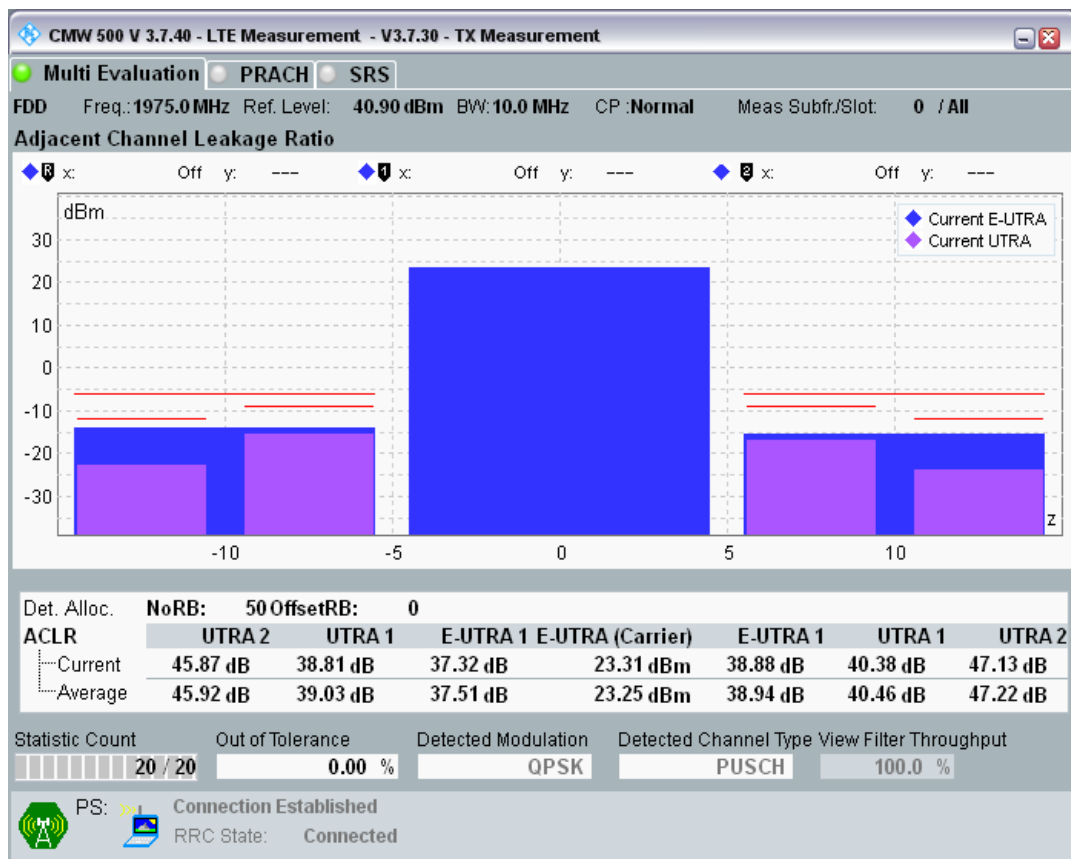 CMW 500 V 3.7.40 - LTE Measurement - V3.7.30 - TX Measurement
Multi Evaluation PRACH SRS
FDD Freq.:1975.0 MHz Ref. Level: 40.90 dBm BW:10.0 MHz CP :Normal Meas Subfr./Slot: 0 / All
Adjacent Channel Leakage Ratio
R x: Off y: --- 1 x: Off y: --- 2 x: Off y: ---
dBm
Current E-UTRA
Current UTRA
30
20
10
0
-10
-20
-30
z
-10 -5 0 5 10
Det. Alloc. NoRB: 50 OffsetRB: 0
ACLR UTRA 2 UTRA 1 E-UTRA 1 E-UTRA (Carrier) E-UTRA 1 UTRA 1 UTRA 2
Current 45.87 dB 38.81 dB 37.32 dB 23.31 dBm 38.88 dB 40.38 dB 47.13 dB
Average 45.92 dB 39.03 dB 37.51 dB 23.25 dBm 38.94 dB 40.46 dB 47.22 dB
Statistic Count Out of Tolerance Detected Modulation Detected Channel Type View Filter Throughput
20 / 20 0.00 % QPSK PUSCH 100.0 %
PS: Connection Established
RRC State: Connected